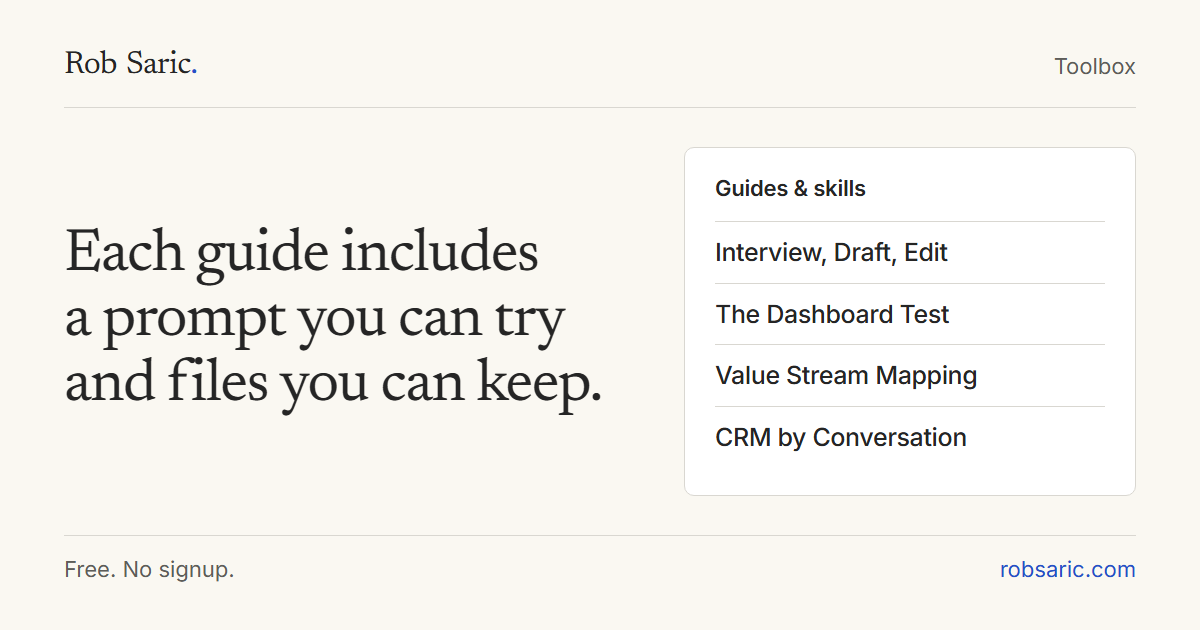 Rob Saric.
Toolbox
Each guide includes
a prompt you can try
and files you can keep.
Guides & skills
Interview, Draft, Edit
The Dashboard Test
Value Stream Mapping
CRM by Conversation
Free. No signup.
robsaric.com